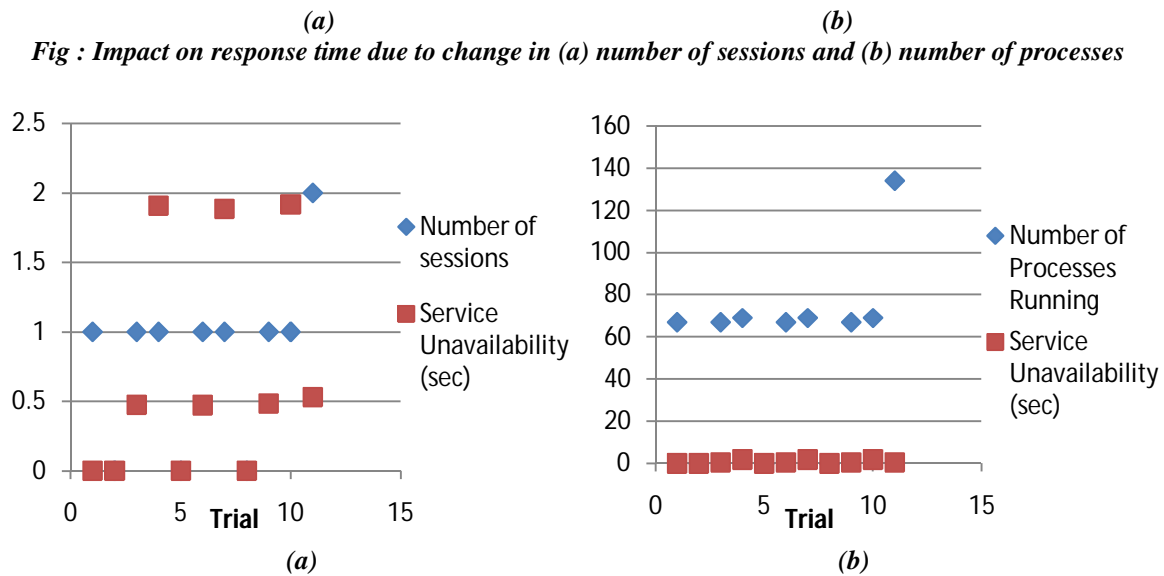 (a) (b)
Fig : Impact on response time due to change in (a) number of sessions and (b) number of processes
2.5
2
1.5
1
0.5
0
0 5 10 15
Trial
Number of
sessions
Service
Unavailability
(sec)
(a)
160
140
120
100
80
60
40
20
0
0 5 10 15
Trial
Number of
Processes
Running
Service
Unavailability
(sec)
(b)